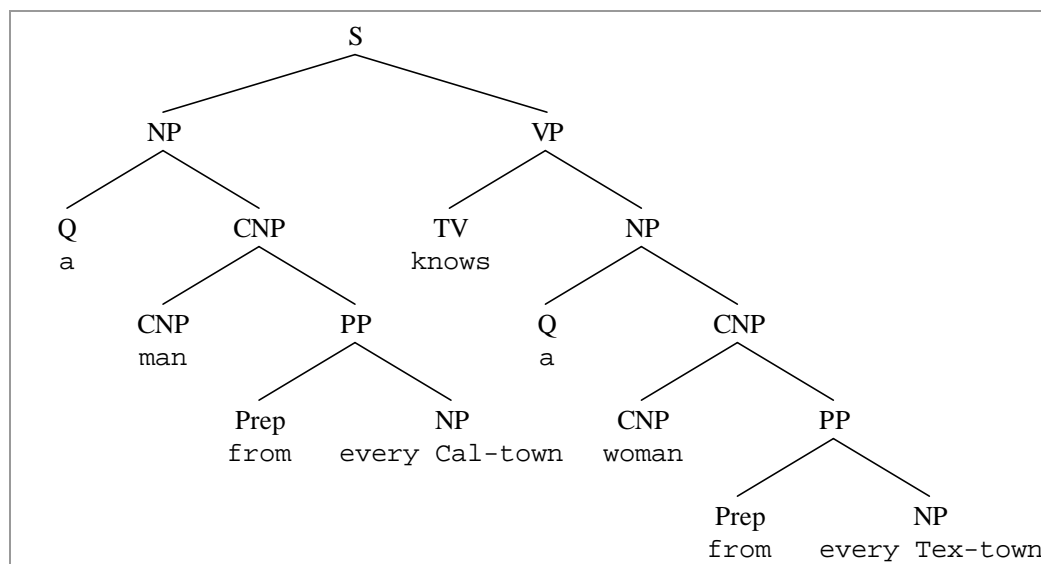 S
NP VP
Q CNP TV NP
a knows
CNP PP Q CNP
man a
Prep NP CNP PP
from every Cal-town woman
Prep NP
from every Tex-town